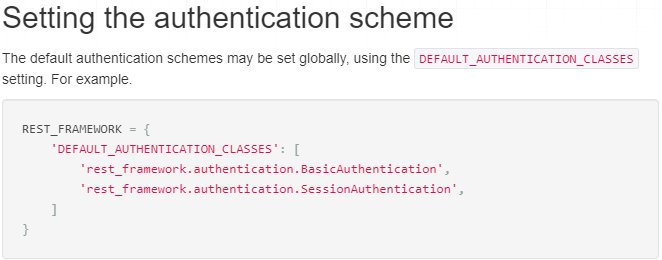 Setting the authentication scheme
The default authentication schemes may be set globally, using the DEFAULT_AUTHENTICATION_CLASSES
setting. For example.
REST_FRAMEWORK = {
    'DEFAULT_AUTHENTICATION_CLASSES': [
        'rest_framework.authentication.BasicAuthentication',
        'rest_framework.authentication.SessionAuthentication',
    ]
}